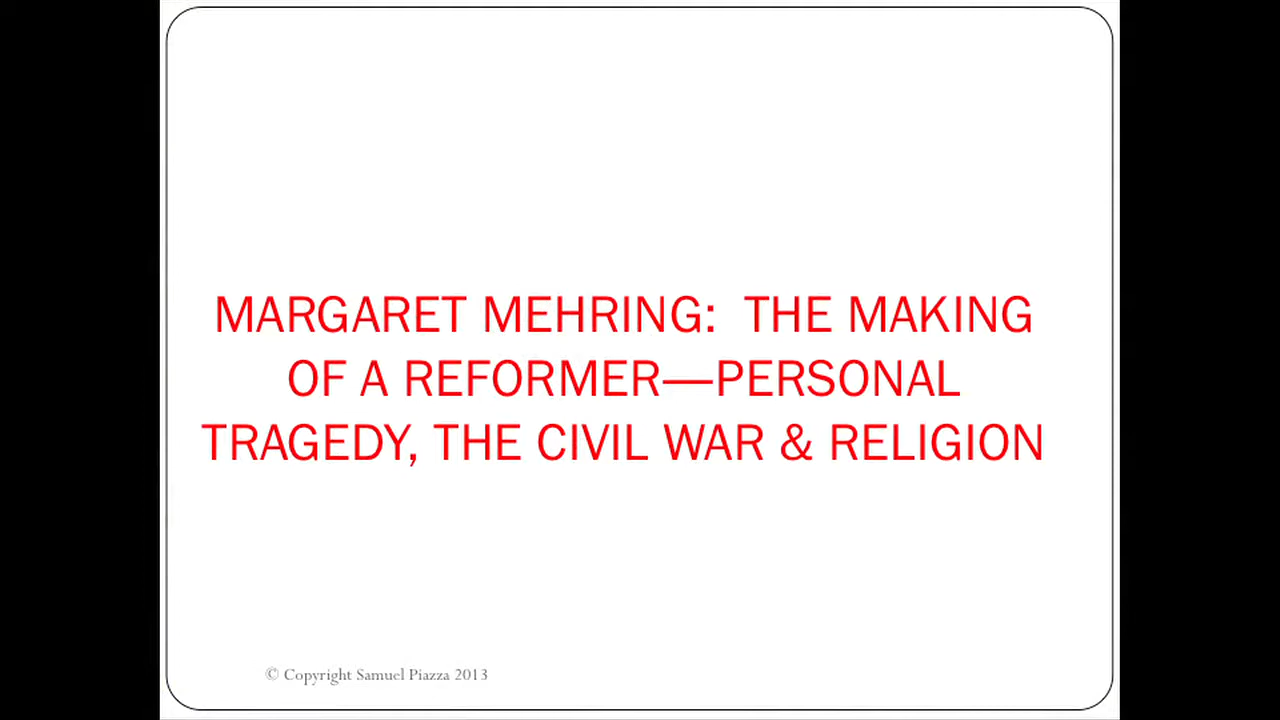 MARGARET MEHRING:  THE MAKING
OF A REFORMER—PERSONAL
TRAGEDY, THE CIVIL WAR & RELIGION
© Copyright Samuel Piazza 2013